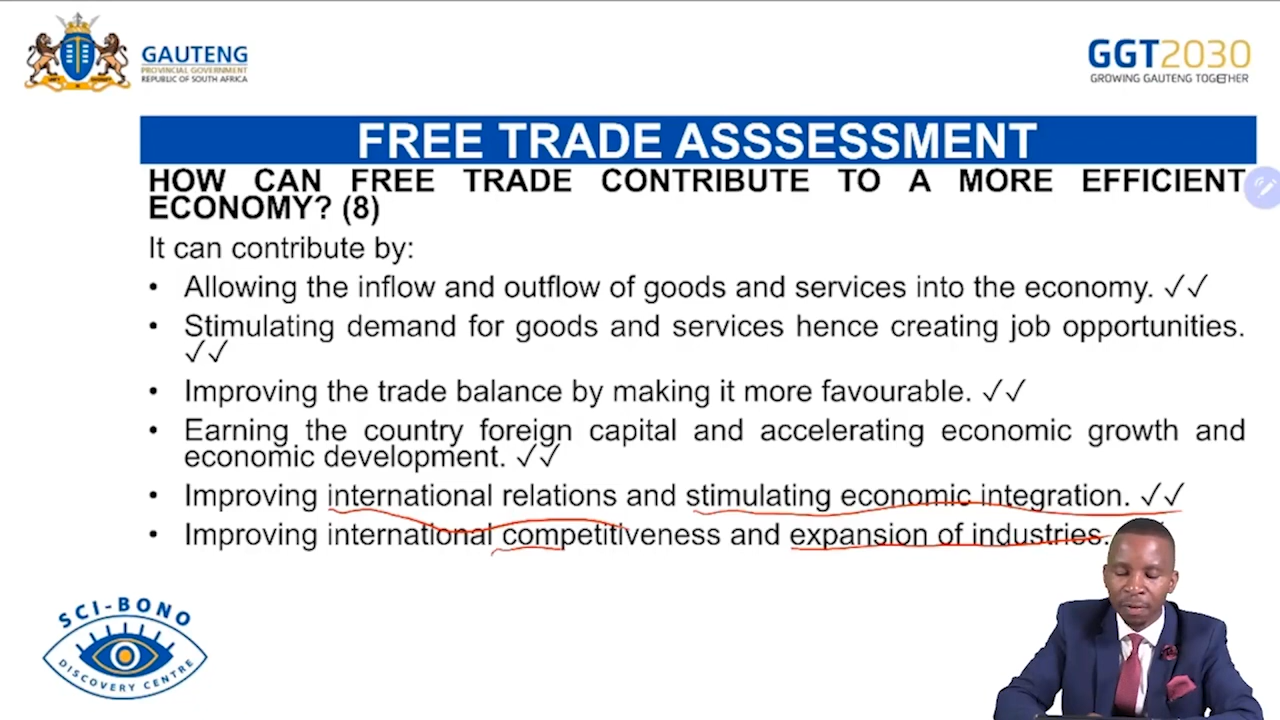 GAUTENG
PROVINCIAL GOVERNMENT
REPUBLIC OF SOUTH AFRICA
GGT2030
GROWING GAUTENG TOGETHER
FREE TRADE ASSSESSMENT
HOW CAN FREE TRADE CONTRIBUTE TO A MORE EFFICIENT
ECONOMY? (8)
It can contribute by:
• Allowing the inflow and outflow of goods and services into the economy. ✓✓
• Stimulating demand for goods and services hence creating job opportunities.
✓✓
• Improving the trade balance by making it more favourable. ✓✓
• Earning the country foreign capital and accelerating economic growth and
economic development. ✓✓
• Improving international relations and stimulating economic integration. ✓✓
• Improving international competitiveness and expansion of industries.
SCI-BONO
DISCOVERY CENTRE